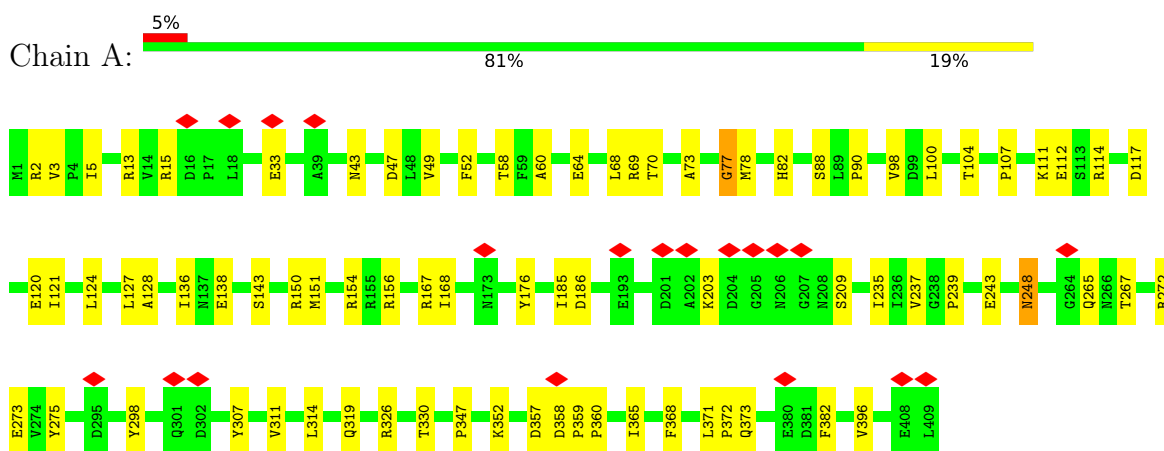 5%
Chain A:
81% 19%
M1 R2 V3 P4 I5 R13 V14 R15 D16 P17 L18 E33 A39 N43 D47 L48 V49 F52 T58 F59 A60 E64 L68 R69 T70 A73 G77 M78 H82 S88 L89 P90 V98 D99 L100 T104 P107 K111 E112 S113 R114 D117
E120 I121 L124 L127 A128 I136 N137 E138 S143 R150 M151 R154 R155 R156 R167 I168 N173 Y176 I185 D186 E193 D201 A202 K203 D204 G205 N206 G207 N208 S209 I235 I236 V237 G238 P239 E243 N248 G264 Q265 N266 T267
E273 V274 Y275 D295 Y298 Q301 D302 Y307 V311 L314 Q319 R326 T330 P347 K352 D357 D358 P359 P360 I365 F368 L371 P372 Q373 E380 D381 F382 V396 E408 L409